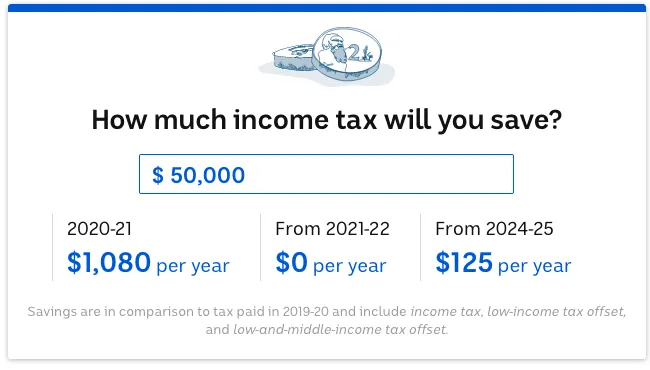 How much income tax will you save?
$ 50,000
2020-21
$1,080 per year
From 2021-22
$0 per year
From 2024-25
$125 per year
Savings are in comparison to tax paid in 2019-20 and include income tax, low-income tax offset,
and low-and-middle-income tax offset.